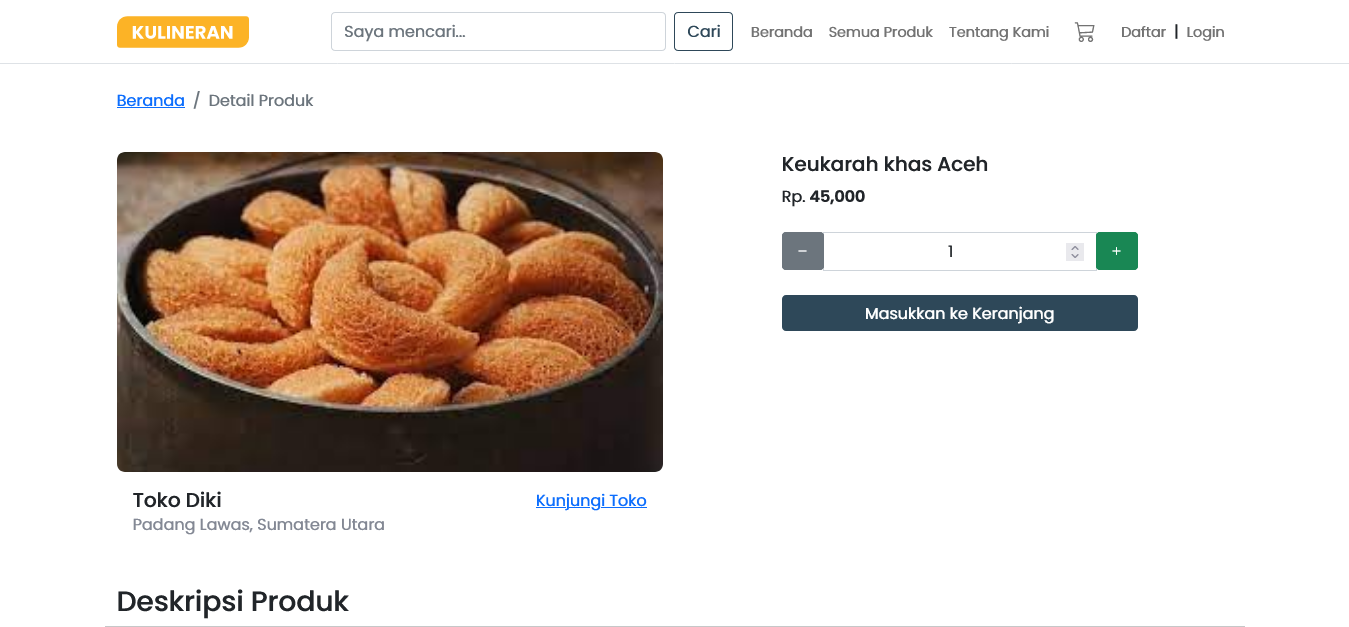 KULINERAN
Saya mencari...
Cari
Beranda
Semua Produk
Tentang Kami
Daftar | Login
Beranda / Detail Produk
Keukarah khas Aceh
Rp. 45,000
− 1 +
Masukkan ke Keranjang
Toko Diki
Kunjungi Toko
Padang Lawas, Sumatera Utara
Deskripsi Produk